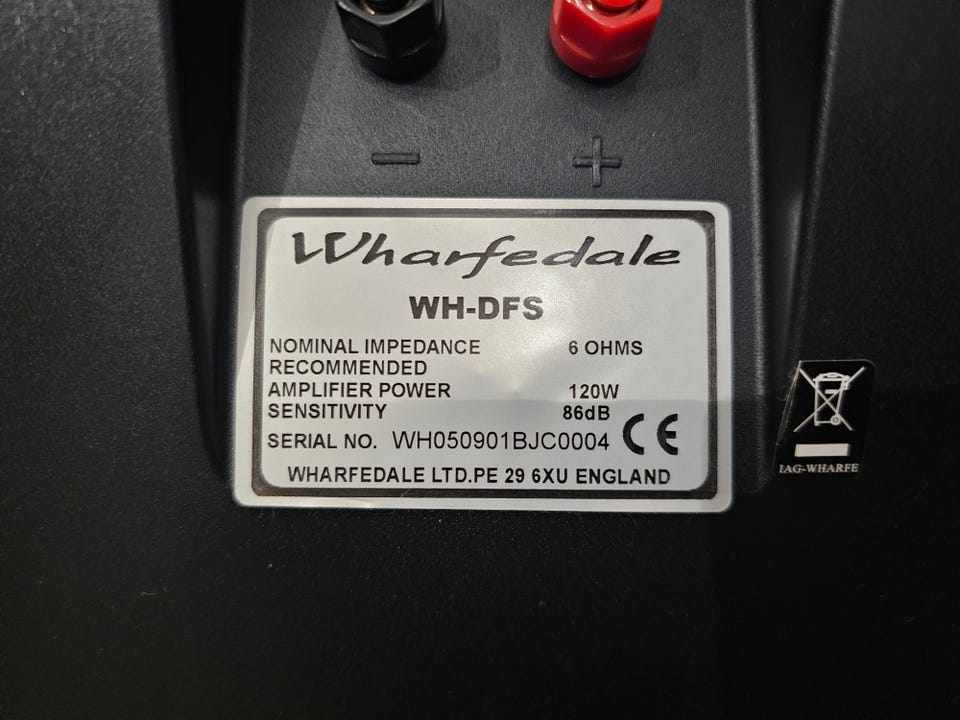 − +
Wharfedale
WH-DFS
NOMINAL IMPEDANCE 6 OHMS
RECOMMENDED
AMPLIFIER POWER 120W
SENSITIVITY 86dB
SERIAL NO. WH050901BJC0004 CE
WHARFEDALE LTD.PE 29 6XU ENGLAND
IAG-WHARFE